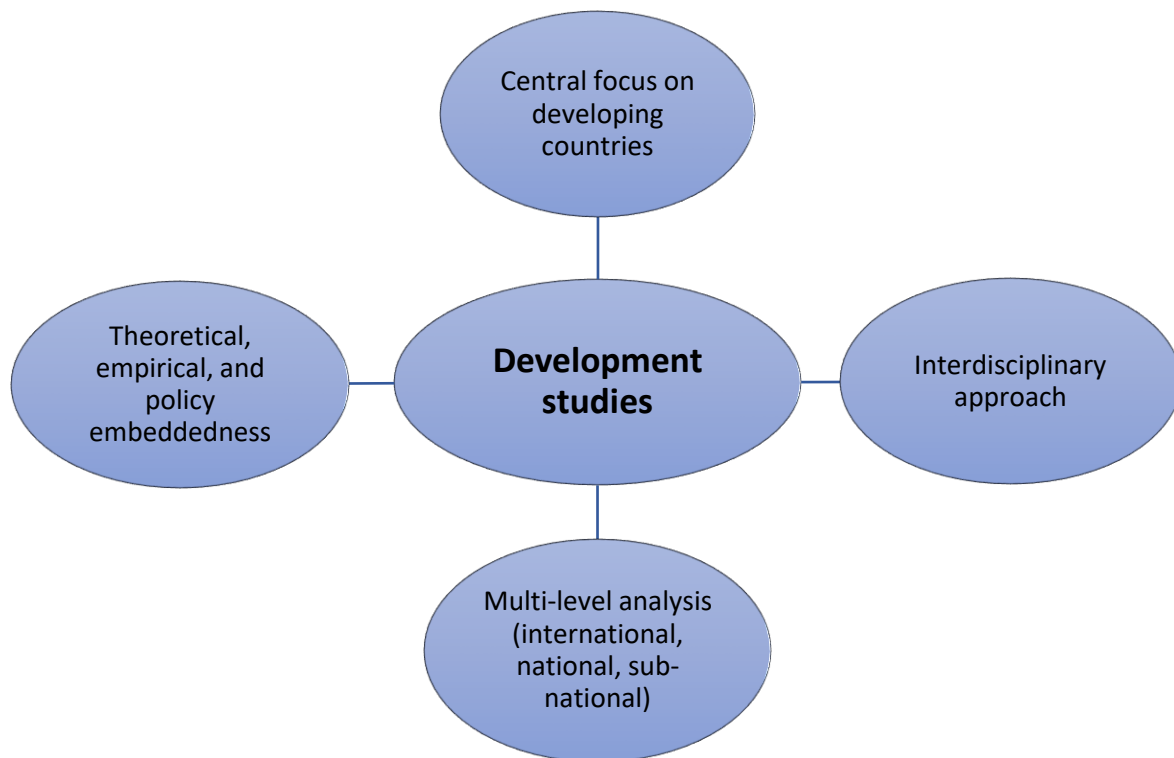 Central focus on
developing
countries
Theoretical,
empirical, and
policy
embeddedness
Development
studies
Interdisciplinary
approach
Multi-level analysis
(international,
national, sub-
national)